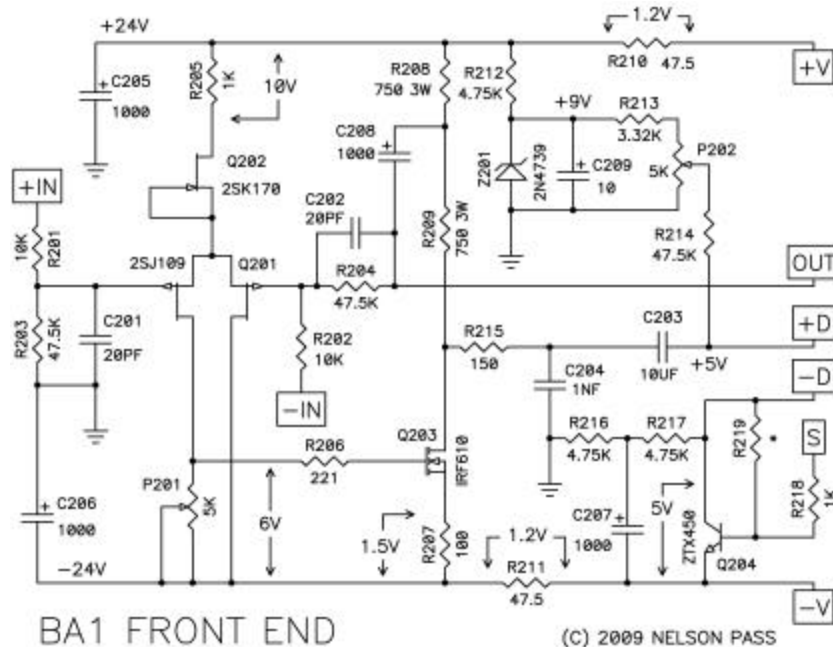 1.2V
+24V
R205
1K
10V
R208
750 3W
R212
4.75K
R210
47.5
+V
C205
1000
+9V
R213
3.32K
C208
1000
Q202
2SK170
Z201
2N4739
C209
10
5K
P202
+IN
C202
20PF
R209
750 3W
10K
R201
R214
47.5K
2SJ109
Q201
R204
47.5K
OUT
R203
47.5K
C201
20PF
R202
10K
R215
150
C203
10UF
+5V
+D
C204
1NF
-D
-IN
R216
4.75K
R217
4.75K
R219
*
S
R206
221
Q203
IRF610
R218
1K
P201
5K
C206
1000
6V
1.5V
R207
100
1.2V
C207
1000
5V
ZTX450
Q204
-24V
R211
47.5
-V
BA1 FRONT END
(C) 2009 NELSON PASS